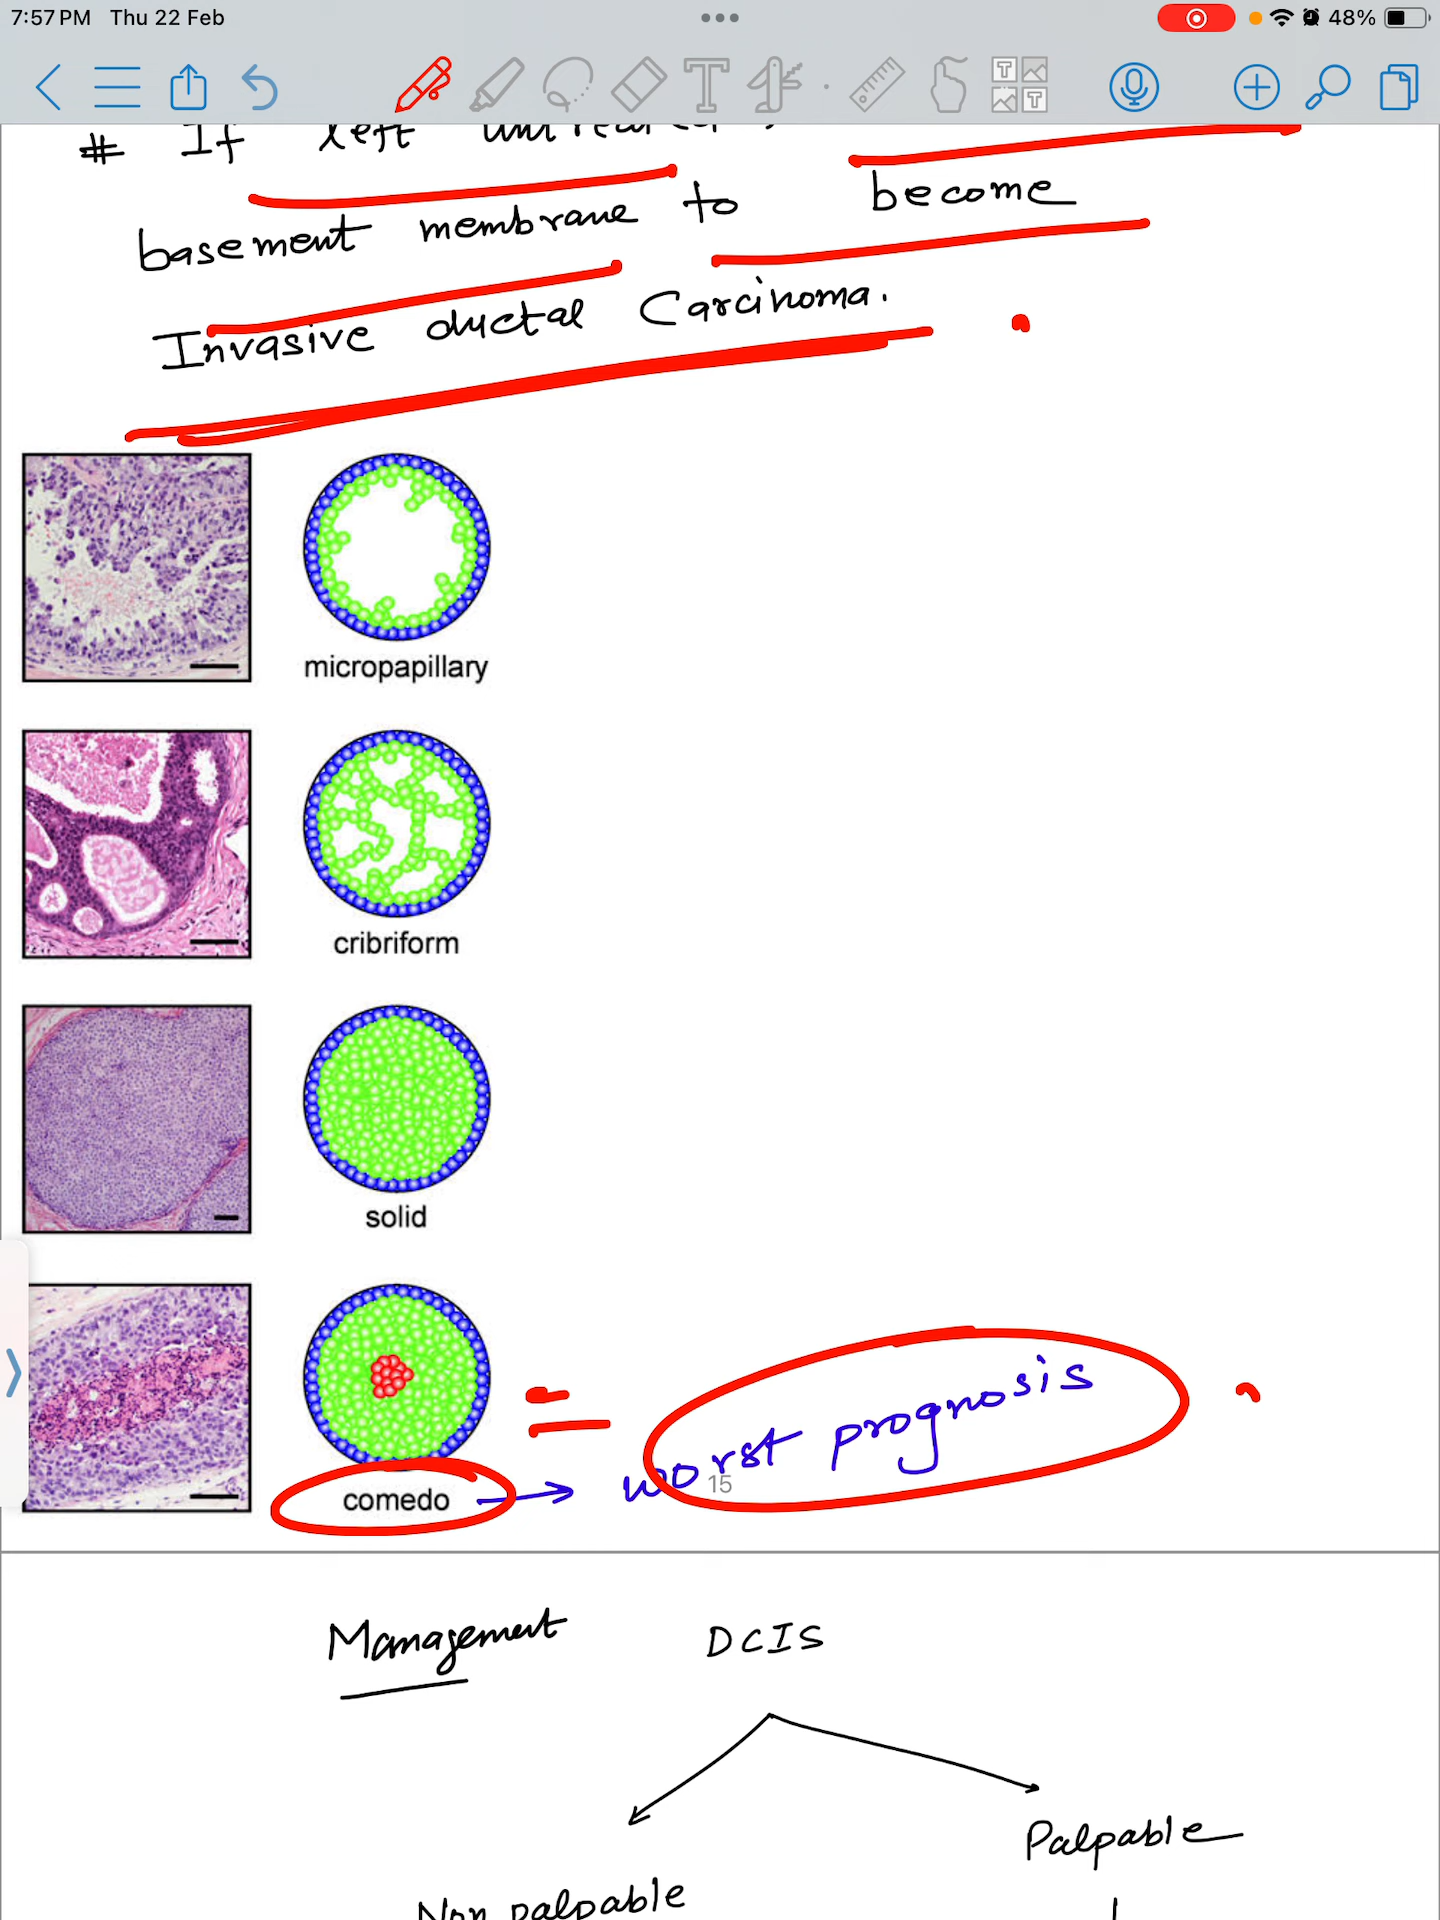 7:57 PM Thu 22 Feb
48%
# If left
basement membrane to become
Invasive ductal Carcinoma.
micropapillary
cribriform
solid
comedo → worst prognosis
15
Management DCIS
Palpable
Non palpable